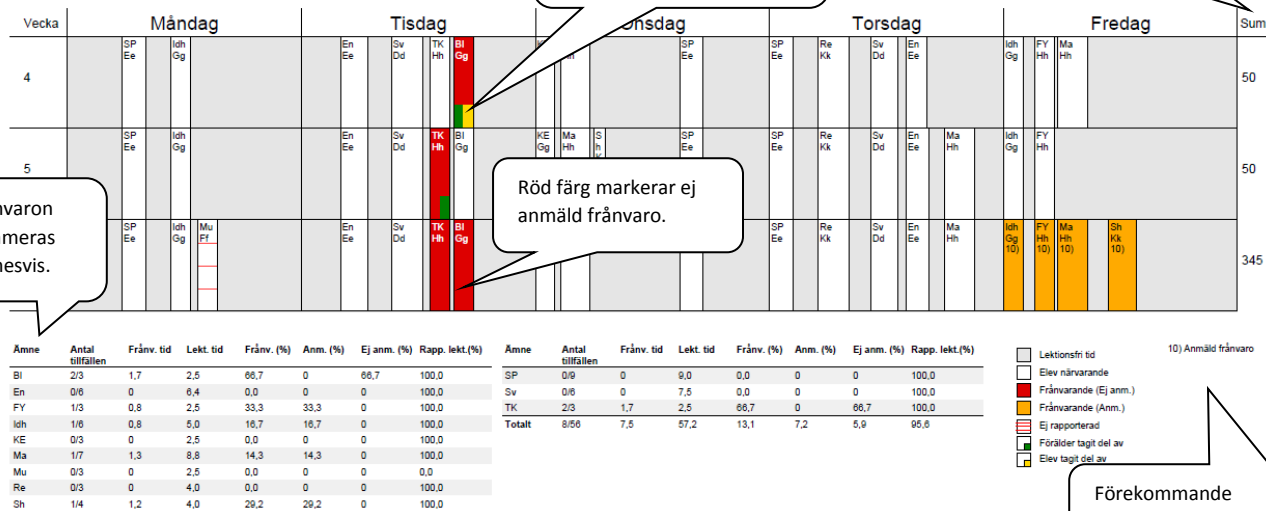 Vecka Måndag Tisdag Onsdag Torsdag Fredag Sum
4
SP Idh En Sv TK BI SP SP Re Sv En Idh FY Ma
Ee Gg Ee Dd Hh Gg Ee Ee Kk Dd Ee Gg Hh Hh
50
5
SP Idh En Sv TK BI KE Ma S SP SP Re Sv En Ma Idh FY
Ee Gg Ee Dd Hh Gg Gg Hh h Ee Ee Kk Dd Ee Hh Gg Hh
50
Röd färg markerar ej
anmäld frånvaro.
nvaron
meras
nesvis.
SP Idh Mu En Sv TK BI SP Re Sv En Ma Idh FY Ma Sh
Ee Gg Ff Ee Dd Hh Gg Ee Kk Dd Ee Hh Gg Hh Hh Kk
10) 10) 10) 10)
345
Ämne Antal tillfällen Frånv. tid Lekt. tid Frånv. (%) Anm. (%) Ej anm. (%) Rapp. lekt.(%)
BI 2/3 1,7 2,5 66,7 0 66,7 100,0
En 0/6 0 6,4 0,0 0 0 100,0
FY 1/3 0,8 2,5 33,3 33,3 0 100,0
Idh 1/6 0,8 5,0 16,7 16,7 0 100,0
KE 0/3 0 2,5 0,0 0 0 100,0
Ma 1/7 1,3 8,8 14,3 14,3 0 100,0
Mu 0/3 0 2,5 0,0 0 0 0,0
Re 0/3 0 4,0 0,0 0 0 100,0
Sh 1/4 1,2 4,0 29,2 29,2 0 100,0
Ämne Antal tillfällen Frånv. tid Lekt. tid Frånv. (%) Anm. (%) Ej anm. (%) Rapp. lekt.(%)
SP 0/9 0 9,0 0,0 0 0 100,0
Sv 0/6 0 7,5 0,0 0 0 100,0
TK 2/3 1,7 2,5 66,7 0 66,7 100,0
Totalt 8/56 7,5 57,2 13,1 7,2 5,9 95,6
Lektionsfri tid
Elev närvarande
Frånvarande (Ej anm.)
Frånvarande (Anm.)
Ej rapporterad
Förälder tagit del av
Elev tagit del av
10) Anmäld frånvaro
Förekommande